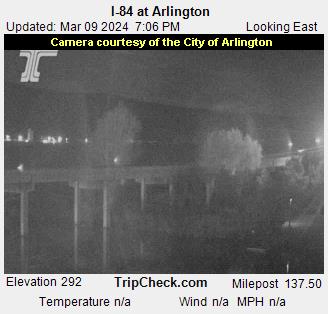 I-84 at Arlington
Updated: Mar 09 2024 7:06 PM Looking East
Camera courtesy of the City of Arlington
Elevation 292 TripCheck.com Milepost 137.50
Temperature n/a Wind n/a MPH n/a